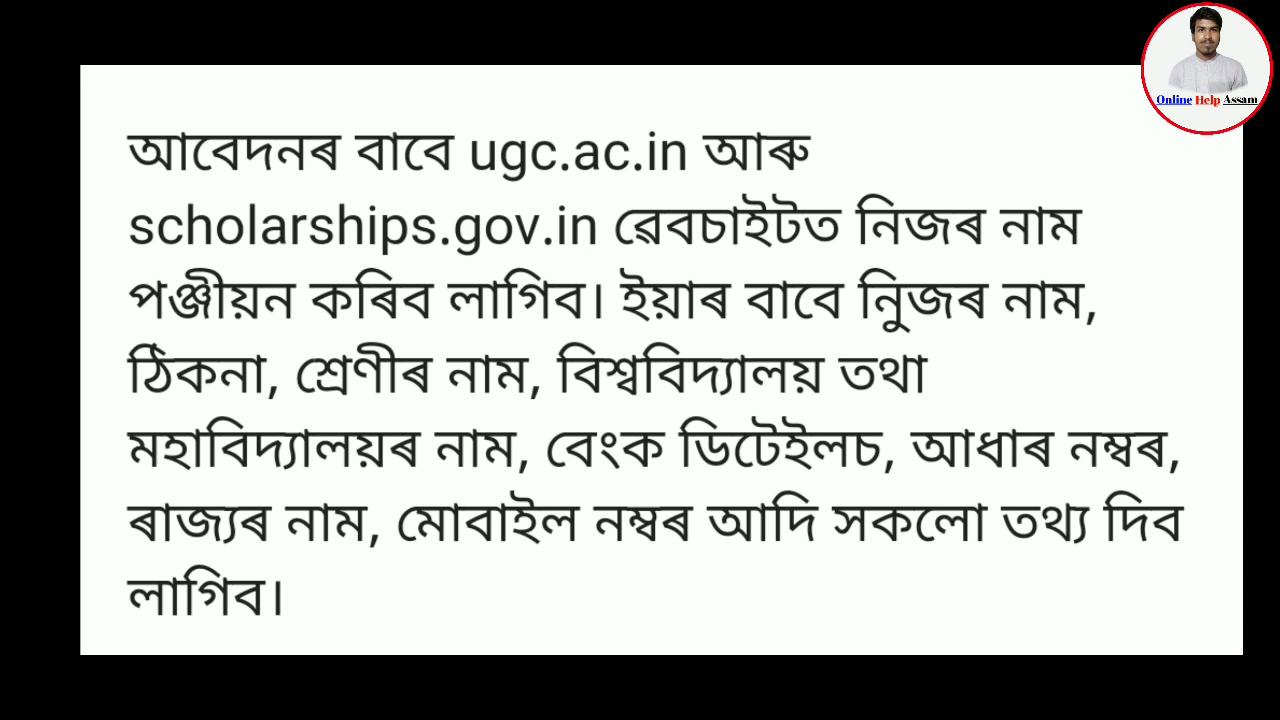 Online Help Assam
আবেদনৰ বাবে ugc.ac.in আৰু
scholarships.gov.in ৱেবচাইটত নিজৰ নাম
পঞ্জীয়ন কৰিব লাগিব। ইয়াৰ বাবে নিুজৰ নাম,
ঠিকনা, শ্ৰেণীৰ নাম, বিশ্ববিদ্যালয় তথা
মহাবিদ্যালয়ৰ নাম, বেংক ডিটেইলচ, আধাৰ নম্বৰ,
ৰাজ্যৰ নাম, মোবাইল নম্বৰ আদি সকলো তথ্য দিব
লাগিব।